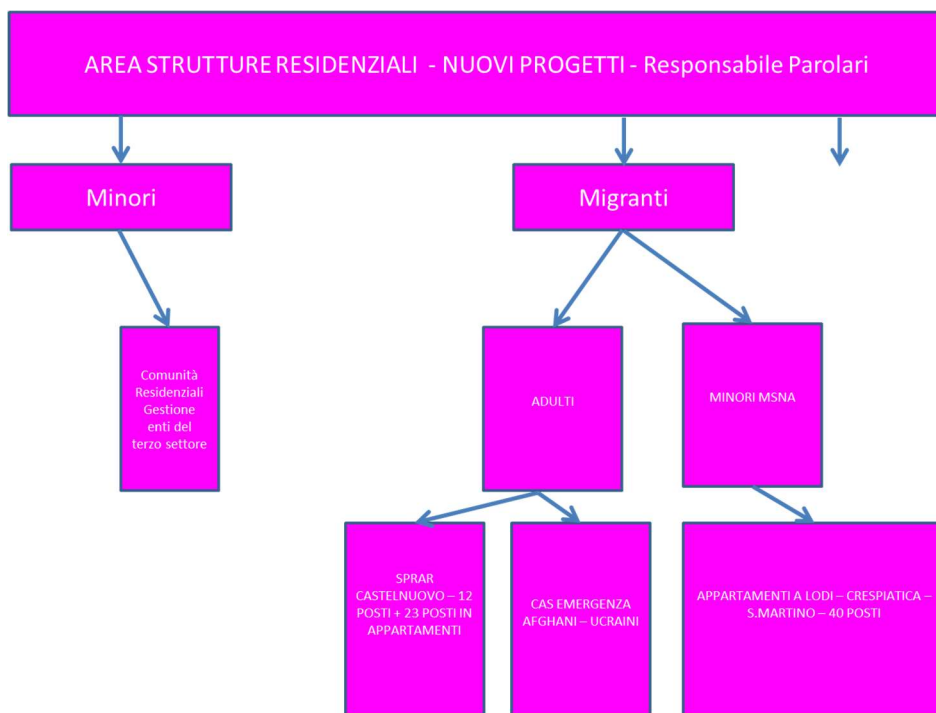 AREA STRUTTURE RESIDENZIALI - NUOVI PROGETTI - Responsabile Parolari
Minori
Migranti
Comunità
Residenziali
Gestione
enti del
terzo settore
ADULTI
MINORI MSNA
SPRAR
CASTELNUOVO – 12
POSTI + 23 POSTI IN
APPARTAMENTI
CAS EMERGENZA
AFGHANI – UCRAINI
APPARTAMENTI A LODI – CRESPIATICA –
S.MARTINO – 40 POSTI